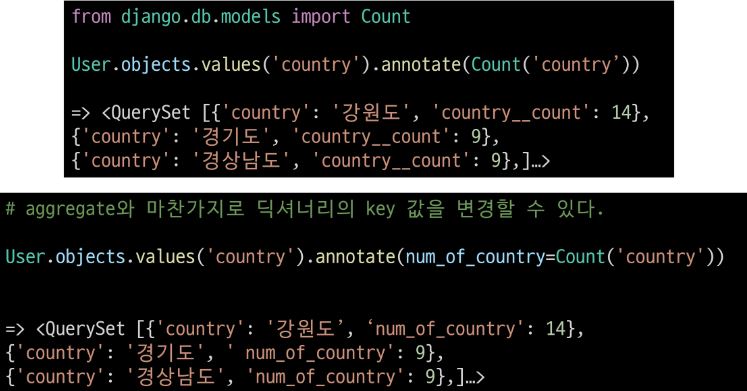 from django.db.models import Count
User.objects.values('country').annotate(Count('country’))
=> <QuerySet [{'country': '강원도', 'country__count': 14},
{'country': '경기도', 'country__count': 9},
{'country': '경상남도', 'country__count': 9},]…>
# aggregate와 마찬가지로 딕셔너리의 key 값을 변경할 수 있다.
User.objects.values('country').annotate(num_of_country=Count('country'))
=> <QuerySet [{'country': '강원도’, ‘num_of_country': 14},
{'country': '경기도', ' num_of_country': 9},
{'country': '경상남도', 'num_of_country': 9},]…>